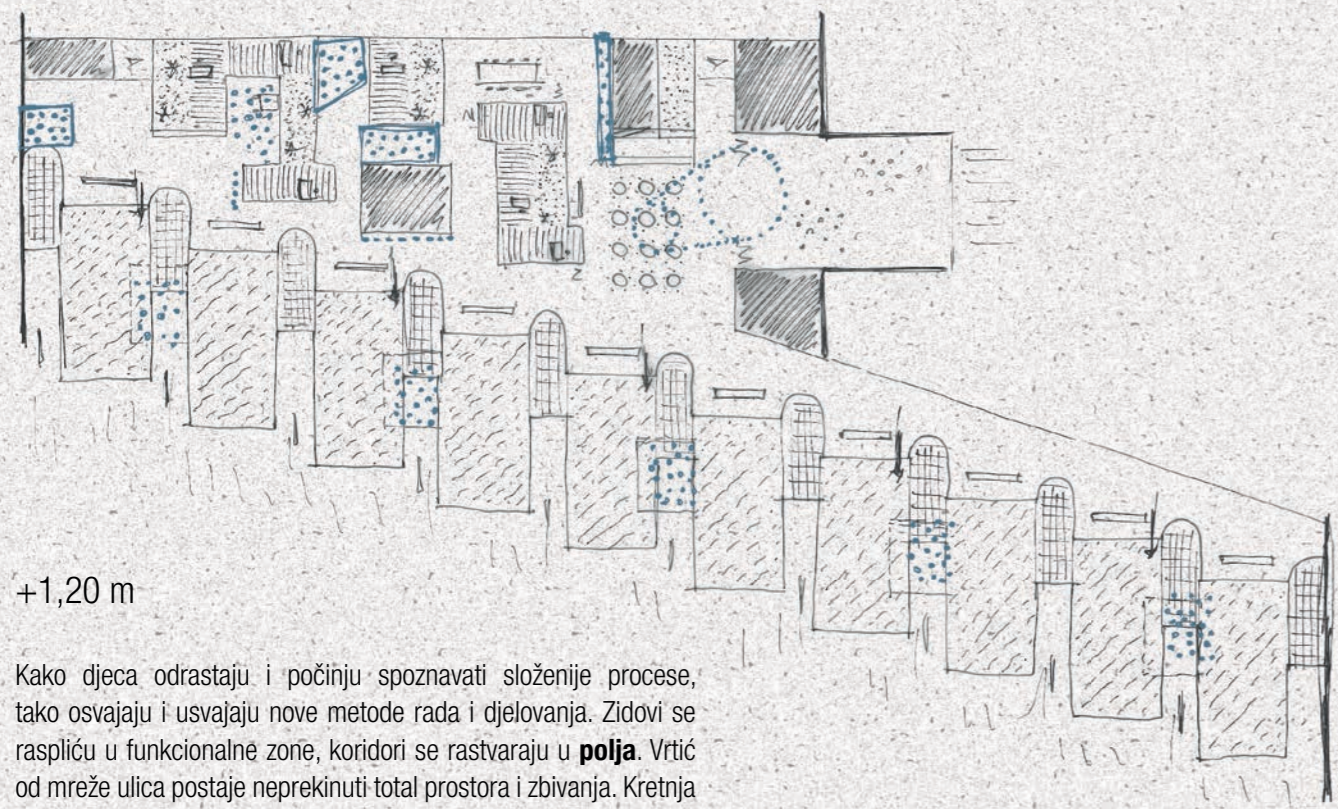 +1,20 m
Kako djeca odrastaju i počinju spoznavati složenije procese,
tako osvajaju i usvajaju nove metode rada i djelovanja. Zidovi se
raspliću u funkcionalne zone, koridori se rastvaraju u polja. Vrtić
od mreže ulica postaje neprekinuti total prostora i zbivanja. Kretnja